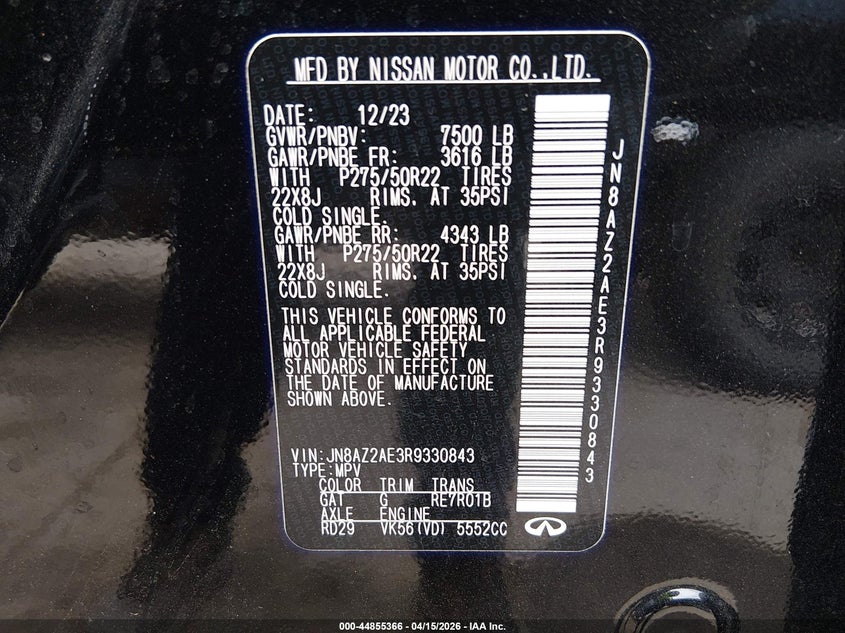 MFD BY NISSAN MOTOR CO.,LTD.
DATE: 12/23
GVWR/PNBV: 7500 LB
GAWR/PNBE FR: 3616 LB
WITH P275/50R22 TIRES
22X8J RIMS. AT 35PSI
COLD SINGLE.
GAWR/PNBE RR: 4343 LB
WITH P275/50R22 TIRES
22X8J RIMS. AT 35PSI
COLD SINGLE.
THIS VEHICLE CONFORMS TO
ALL APPLICABLE FEDERAL
MOTOR VEHICLE SAFETY
STANDARDS IN EFFECT ON
THE DATE OF MANUFACTURE
SHOWN ABOVE.
VIN:JN8AZ2AE3R9330843
TYPE:MPV
COLOR TRIM TRANS
GAT G RE7R01B
AXLE ENGINE
RD29 VK56(VD) 5552CC
JN8AZ2AE3R9330843
000-44855366 - 04/15/2026 - IAA Inc.